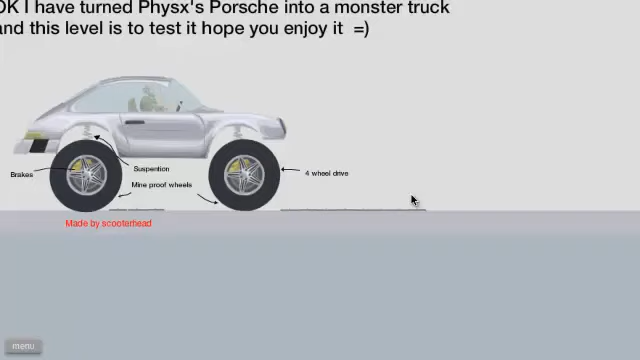 OK I have turned Physx's Porsche into a monster truck
and this level is to test it hope you enjoy it =)
Suspention
Brakes
4 wheel drive
Mine proof wheels
Made by scooterhead
menu